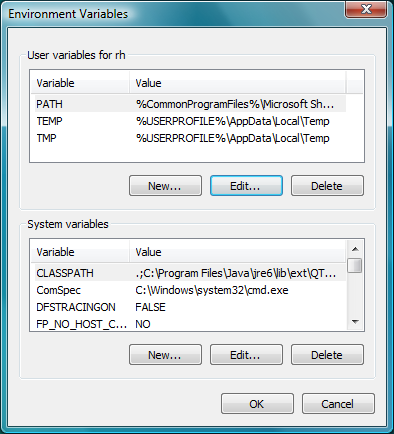 Environment Variables
User variables for rh
Variable Value
PATH %CommonProgramFiles%\Microsoft Sh...
TEMP %USERPROFILE%\AppData\Local\Temp
TMP %USERPROFILE%\AppData\Local\Temp
New... Edit... Delete
System variables
Variable Value
CLASSPATH .;C:\Program Files\Java\jre6\lib\ext\QT...
ComSpec C:\Windows\system32\cmd.exe
DFSTRACINGON FALSE
FP_NO_HOST_C... NO
New... Edit... Delete
OK Cancel